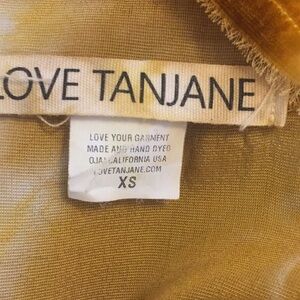 LOVE TANJANE
LOVE YOUR GARMENT
MADE AND HAND DYED
OJAI CALIFORNIA USA
LOVETANJANE.COM
XS